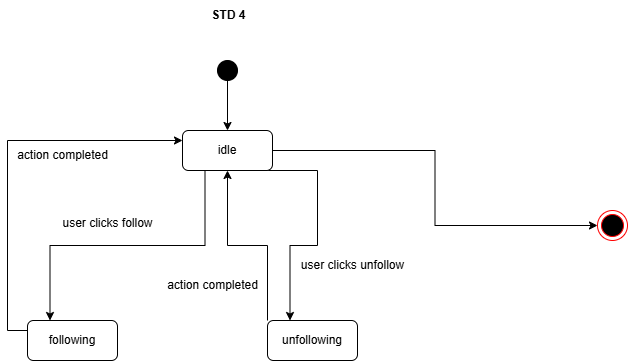 STD 4
idle
action completed
user clicks follow
user clicks unfollow
action completed
following
unfollowing